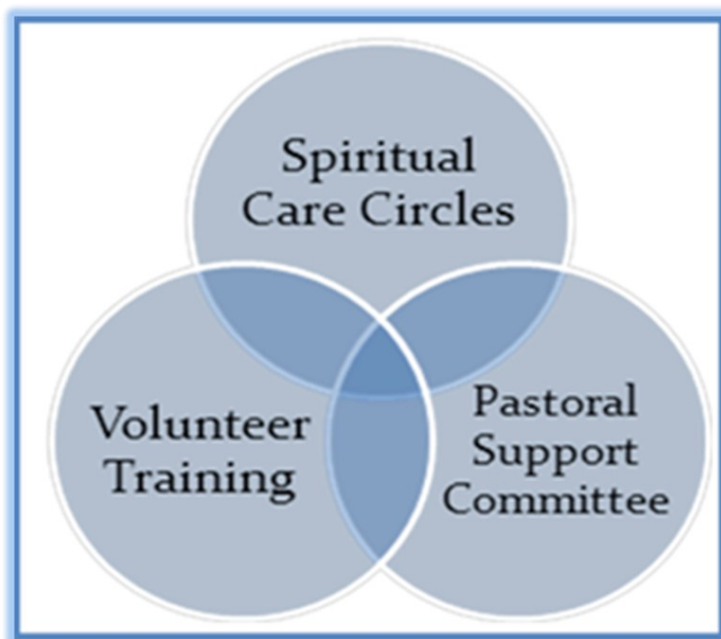 Spiritual
Care Circles
Volunteer
Training
Pastoral
Support
Committee